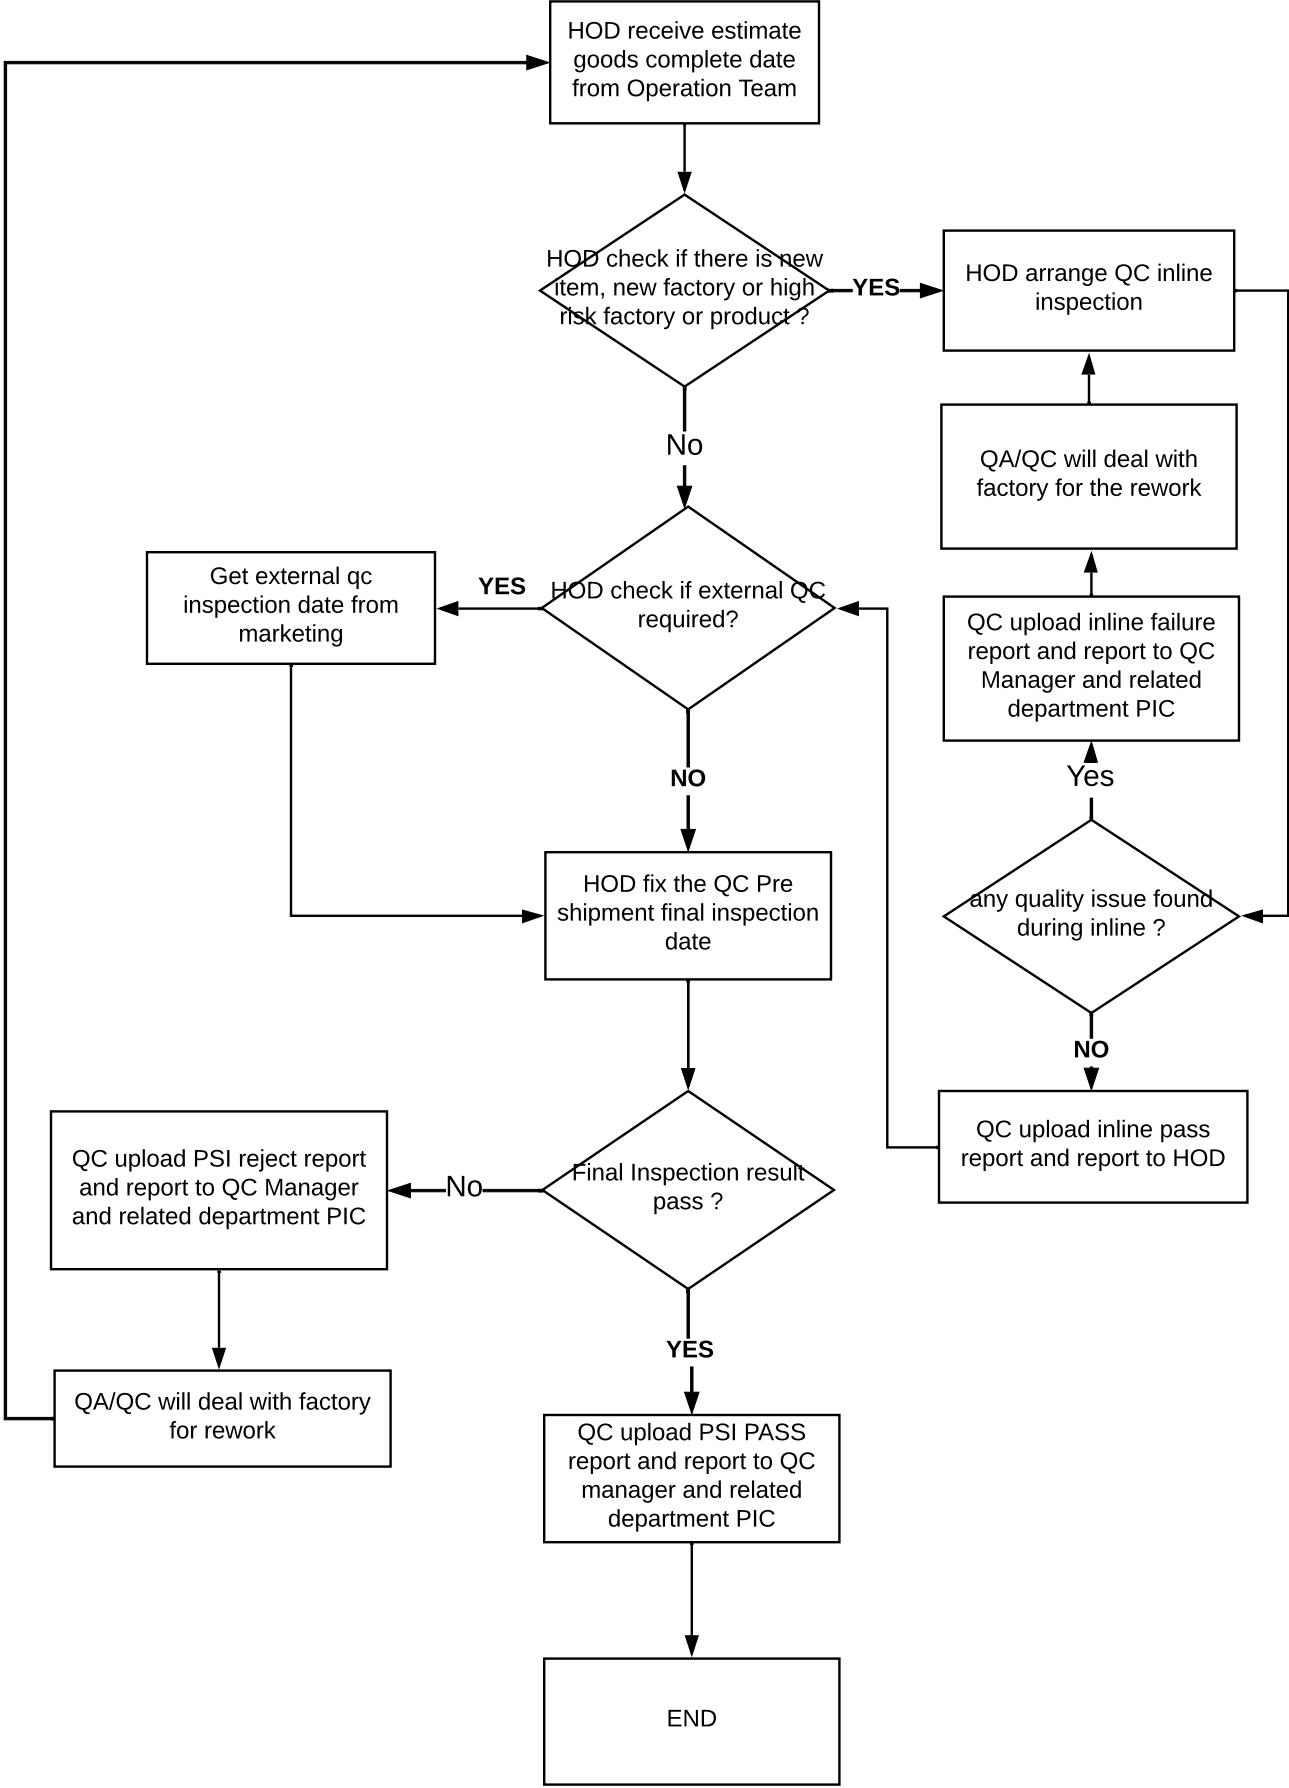 HOD receive estimate
goods complete date
from Operation Team
HOD check if there is new
item, new factory or high
risk factory or product ?
YES
HOD arrange QC inline
inspection
No
QA/QC will deal with
factory for the rework
Get external qc
inspection date from
marketing
YES
HOD check if external QC
required?
QC upload inline failure
report and report to QC
Manager and related
department PIC
NO
Yes
HOD fix the QC Pre
shipment final inspection
date
any quality issue found
during inline ?
NO
QC upload inline pass
report and report to HOD
QC upload PSI reject report
and report to QC Manager
and related department PIC
No
Final Inspection result
pass ?
YES
QA/QC will deal with factory
for rework
QC upload PSI PASS
report and report to QC
manager and related
department PIC
END